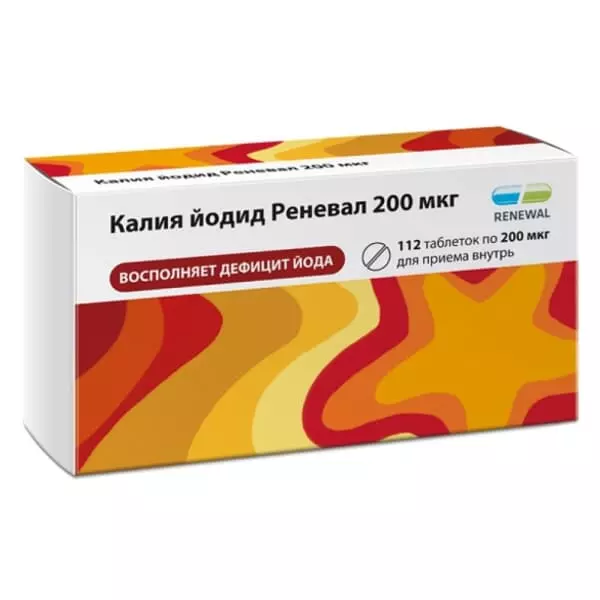 Калия йодид Реневал 200 мкг
Калия йодид Реневал 200 мкг
RENEWAL
ВОСПОЛНЯЕТ ДЕФИЦИТ ЙОДА
112 таблеток по 200 мкг
для приема внутрь